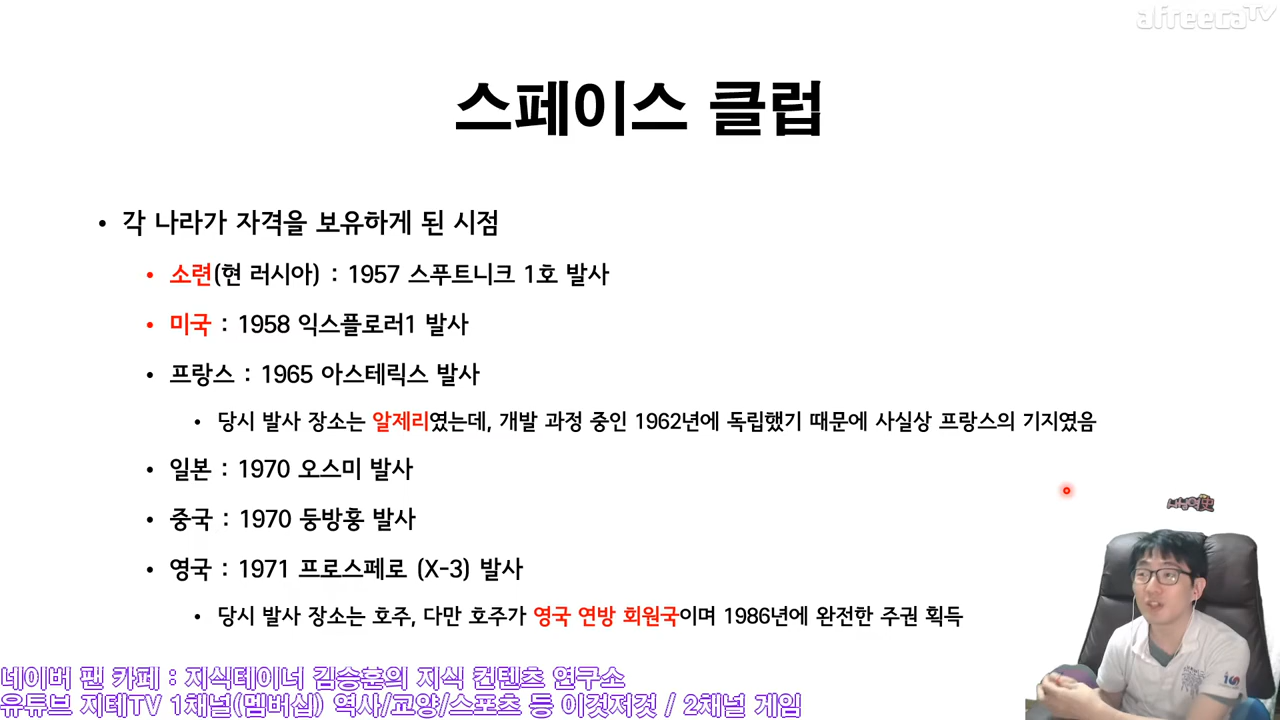 afreecaTV
스페이스 클럽
• 각 나라가 자격을 보유하게 된 시점
• 소련(현 러시아) : 1957 스푸트니크 1호 발사
• 미국 : 1958 익스플로러1 발사
• 프랑스 : 1965 아스테릭스 발사
• 당시 발사 장소는 알제리였는데, 개발 과정 중인 1962년에 독립했기 때문에 사실상 프랑스의 기지였음
• 일본 : 1970 오스미 발사
• 중국 : 1970 둥방훙 발사
• 영국 : 1971 프로스페로 (X-3) 발사
• 당시 발사 장소는 호주, 다만 호주가 영국 연방 회원국이며 1986년에 완전한 주권 획득
네이버 팬 카페 : 지식테이너 김승훈의 지식 컨텐츠 연구소
유튜브 지테TV 1채널(멤버십) 역사/교양/스포츠 등 이것저것 / 2채널 게임